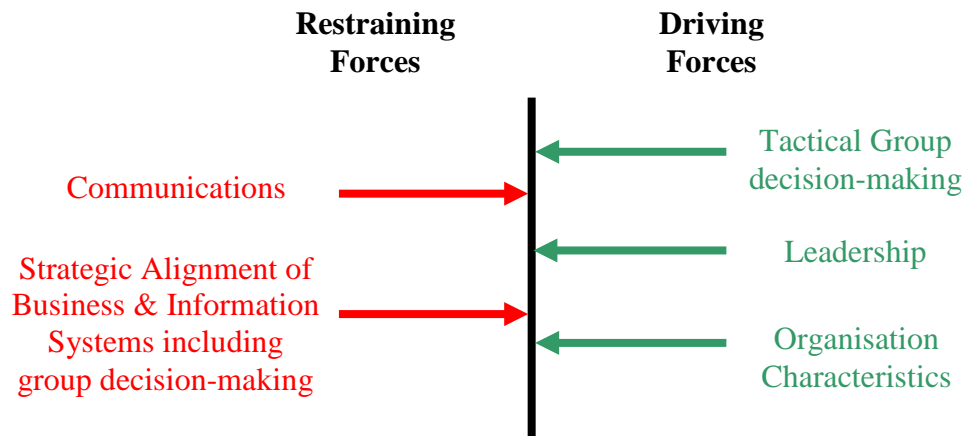 Restraining
Forces
Driving
Forces
Communications
Strategic Alignment of
Business & Information
Systems including
group decision-making
Tactical Group
decision-making
Leadership
Organisation
Characteristics